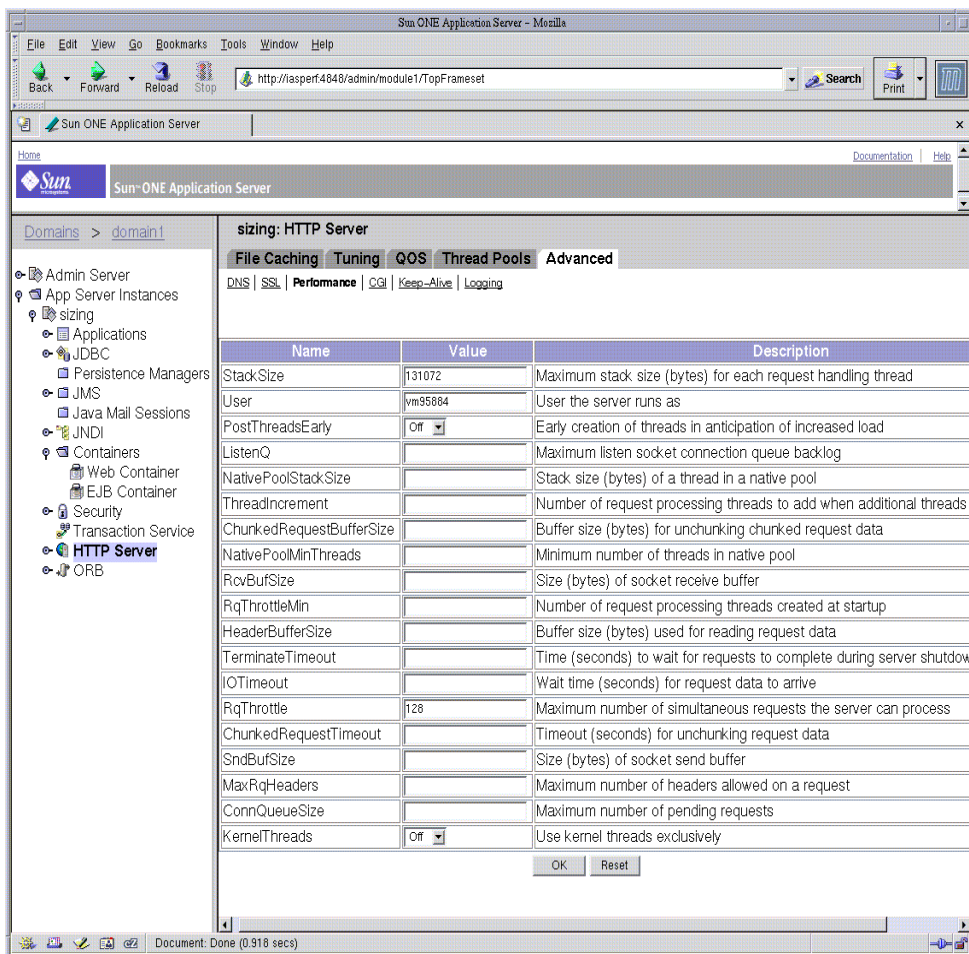 Sun ONE Application Server - Mozilla
File Edit View Go Bookmarks Tools Window Help
Back Forward Reload Stop http://iasperf:4848/admin/module1/TopFrameset Search Print
Sun ONE Application Server
Home Documentation | Help
Sun microsystems Sun ONE Application Server
Domains > domain1
Admin Server
App Server Instances
sizing
Applications
JDBC
Persistence Managers
JMS
Java Mail Sessions
JNDI
Containers
Web Container
EJB Container
Security
Transaction Service
HTTP Server
ORB
sizing: HTTP Server
File Caching Tuning QOS Thread Pools Advanced
DNS | SSL | Performance | CGI | Keep-Alive | Logging
Name Value Description
StackSize 131072 Maximum stack size (bytes) for each request handling thread
User vm95884 User the server runs as
PostThreadsEarly Off Early creation of threads in anticipation of increased load
ListenQ Maximum listen socket connection queue backlog
NativePoolStackSize Stack size (bytes) of a thread in a native pool
ThreadIncrement Number of request processing threads to add when additional threads
ChunkedRequestBufferSize Buffer size (bytes) for unchunking chunked request data
NativePoolMinThreads Minimum number of threads in native pool
RcvBufSize Size (bytes) of socket receive buffer
RqThrottleMin Number of request processing threads created at startup
HeaderBufferSize Buffer size (bytes) used for reading request data
TerminateTimeout Time (seconds) to wait for requests to complete during server shutdow
IOTimeout Wait time (seconds) for request data to arrive
RqThrottle 128 Maximum number of simultaneous requests the server can process
ChunkedRequestTimeout Timeout (seconds) for unchunking request data
SndBufSize Size (bytes) of socket send buffer
MaxRqHeaders Maximum number of headers allowed on a request
ConnQueueSize Maximum number of pending requests
KernelThreads Off Use kernel threads exclusively
OK Reset
Document: Done (0.918 secs)